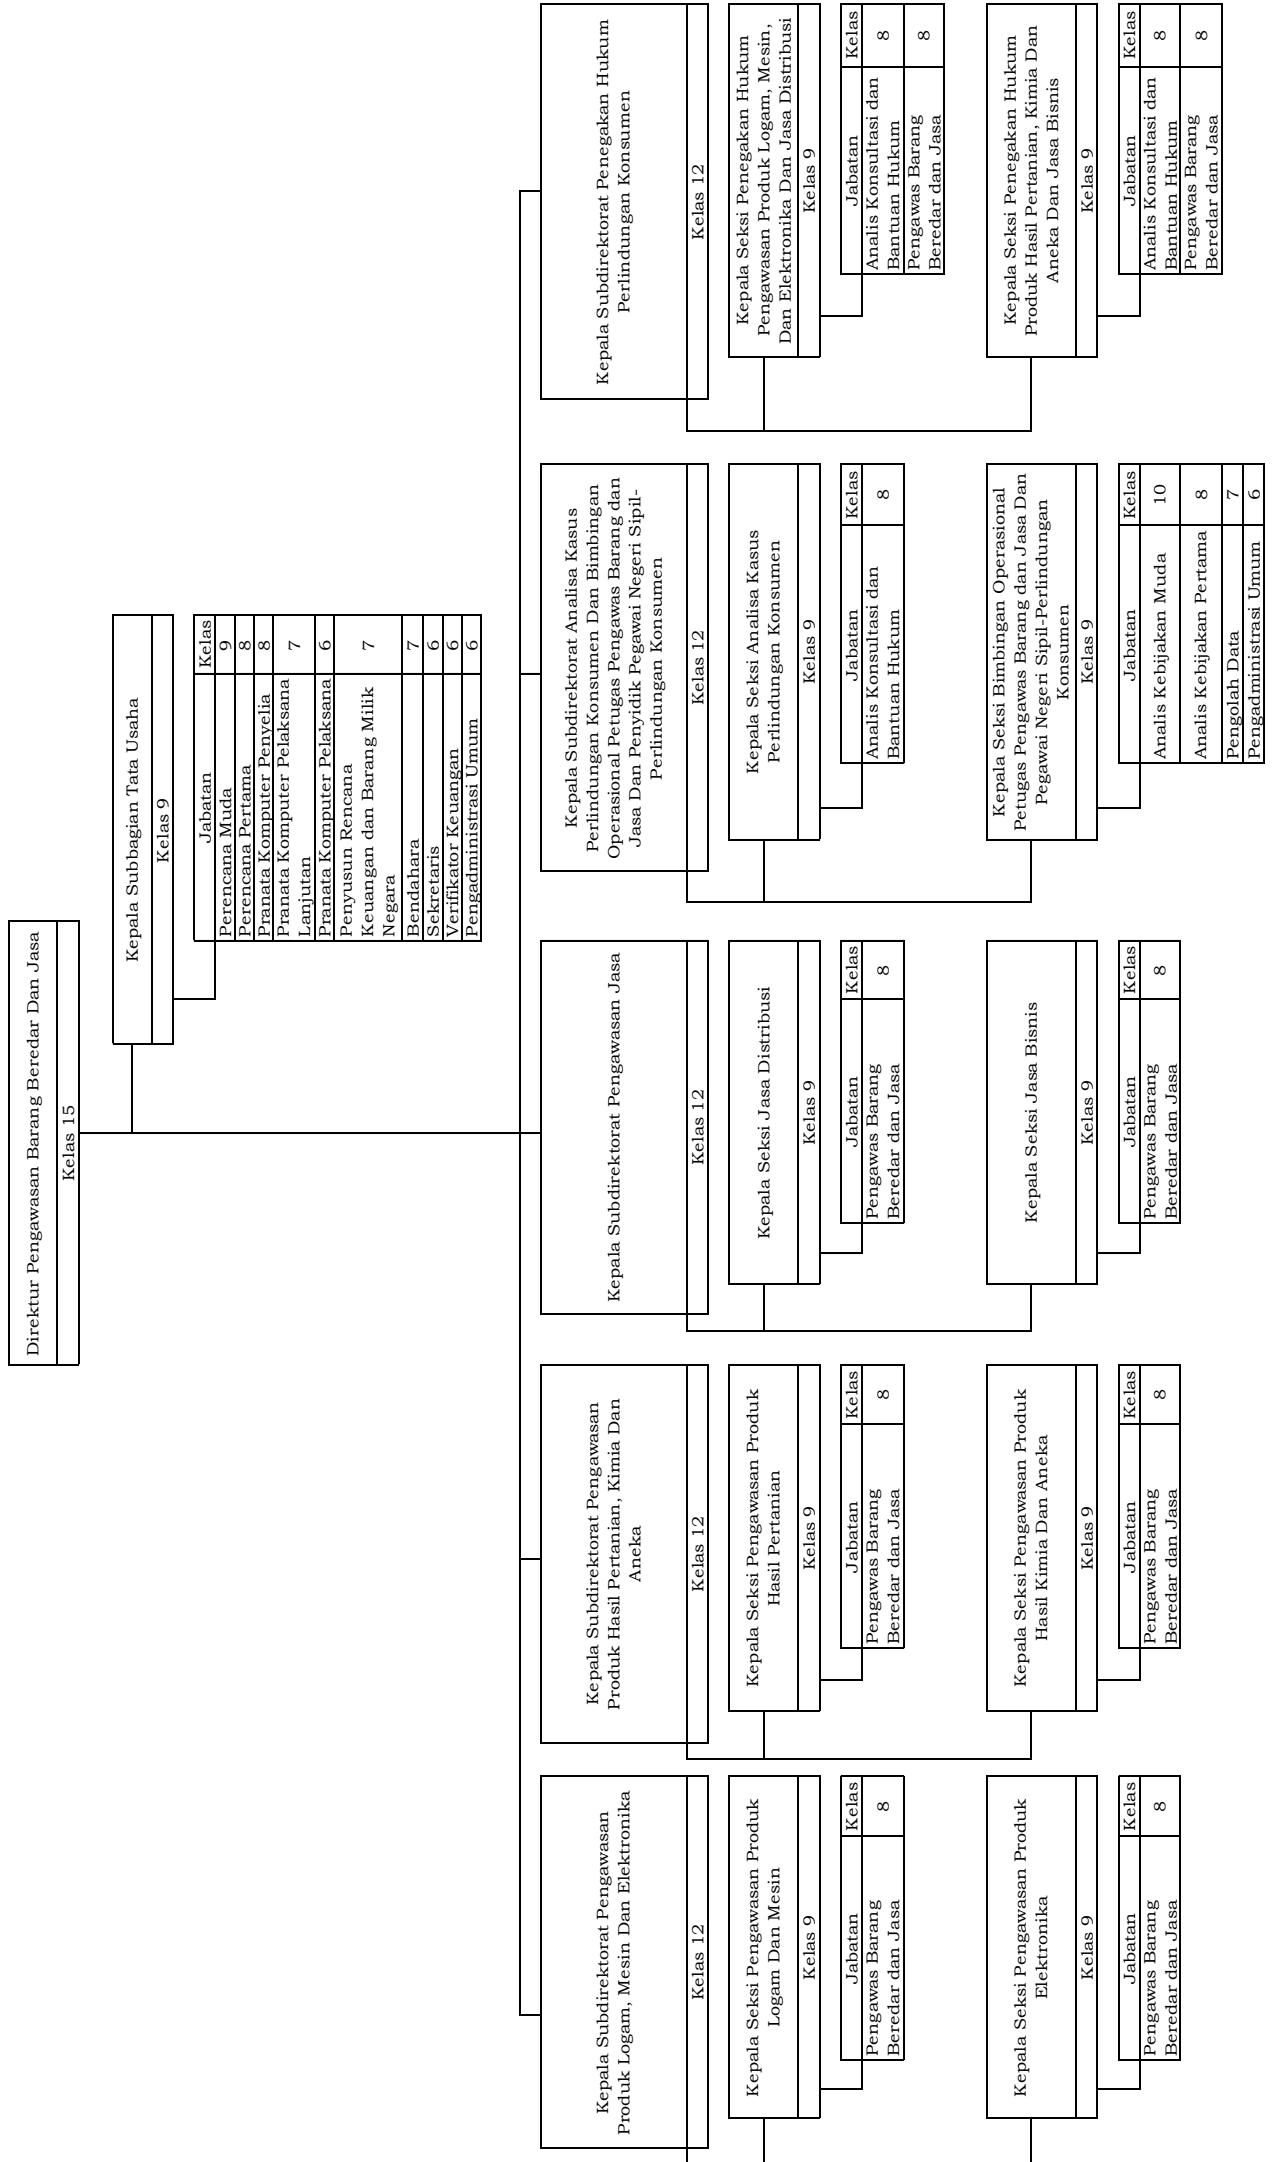 Direktur Pengawasan Barang Beredar Dan Jasa
Kelas 15
Kepala Subbagian Tata Usaha
Kelas 9
Jabatan Kelas
Perencana Muda 9
Perencana Pertama 8
Pranata Komputer Penyelia 8
Pranata Komputer Pelaksana
Lanjutan 7
Pranata Komputer Pelaksana 6
Penyusun Rencana
Keuangan dan Barang Milik 7
Negara
Bendahara 7
Sekretaris 6
Verifikator Keuangan 6
Pengadministrasi Umum 6
Kepala Subdirektorat Pengawasan
Produk Logam, Mesin Dan Elektronika
Kelas 12
Kepala Seksi Pengawasan Produk
Logam Dan Mesin
Kelas 9
Jabatan Kelas
Pengawas Barang
Beredar dan Jasa 8
Kepala Seksi Pengawasan Produk
Elektronika
Kelas 9
Jabatan Kelas
Pengawas Barang
Beredar dan Jasa 8
Kepala Subdirektorat Pengawasan
Produk Hasil Pertanian, Kimia Dan
Aneka
Kelas 12
Kepala Seksi Pengawasan Produk
Hasil Pertanian
Kelas 9
Jabatan Kelas
Pengawas Barang
Beredar dan Jasa 8
Kepala Seksi Pengawasan Produk
Hasil Kimia Dan Aneka
Kelas 9
Jabatan Kelas
Pengawas Barang
Beredar dan Jasa 8
Kepala Subdirektorat Pengawasan Jasa
Kelas 12
Kepala Seksi Jasa Distribusi
Kelas 9
Jabatan Kelas
Pengawas Barang
Beredar dan Jasa 8
Kepala Seksi Jasa Bisnis
Kelas 9
Jabatan Kelas
Pengawas Barang
Beredar dan Jasa 8
Kepala Subdirektorat Analisa Kasus
Perlindungan Konsumen Dan Bimbingan
Operasional Petugas Pengawas Barang dan
Jasa Dan Penyidik Pegawai Negeri Sipil-
Perlindungan Konsumen
Kelas 12
Kepala Seksi Analisa Kasus
Perlindungan Konsumen
Kelas 9
Jabatan Kelas
Analis Konsultasi dan
Bantuan Hukum 8
Kepala Seksi Bimbingan Operasional
Petugas Pengawas Barang dan Jasa Dan
Pegawai Negeri Sipil-Perlindungan
Konsumen
Kelas 9
Jabatan Kelas
Analis Kebijakan Muda 10
Analis Kebijakan Pertama 8
Pengolah Data 7
Pengadministrasi Umum 6
Kepala Subdirektorat Penegakan Hukum
Perlindungan Konsumen
Kelas 12
Kepala Seksi Penegakan Hukum
Pengawasan Produk Logam, Mesin,
Dan Elektronika Dan Jasa Distribusi
Kelas 9
Jabatan Kelas
Analis Konsultasi dan
Bantuan Hukum 8
Pengawas Barang
Beredar dan Jasa 8
Kepala Seksi Penegakan Hukum
Produk Hasil Pertanian, Kimia Dan
Aneka Dan Jasa Bisnis
Kelas 9
Jabatan Kelas
Analis Konsultasi dan
Bantuan Hukum 8
Pengawas Barang
Beredar dan Jasa 8